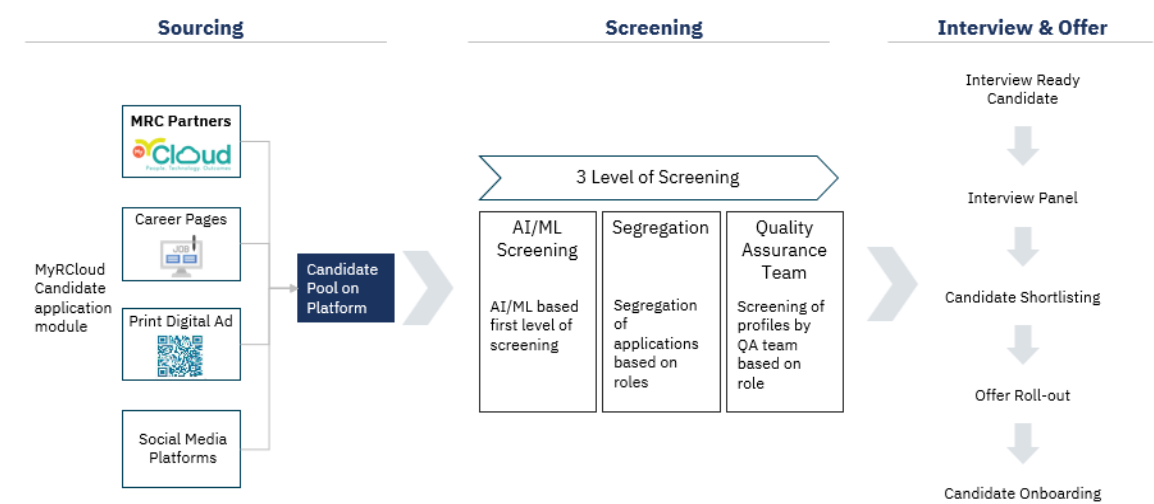 Sourcing
Screening
Interview & Offer
MRC Partners
my
rCloud
People. Technology. Outcomes
Career Pages
JOB
MyRCloud
Candidate
application
module
Print Digital Ad
Social Media
Platforms
Candidate
Pool on
Platform
3 Level of Screening
AI/ML
Screening
AI/ML based
first level of
screening
Segregation
Segregation
of
applications
based on
roles
Quality
Assurance
Team
Screening of
profiles by
QA team
based on
role
Interview Ready
Candidate
Interview Panel
Candidate Shortlisting
Offer Roll-out
Candidate Onboarding